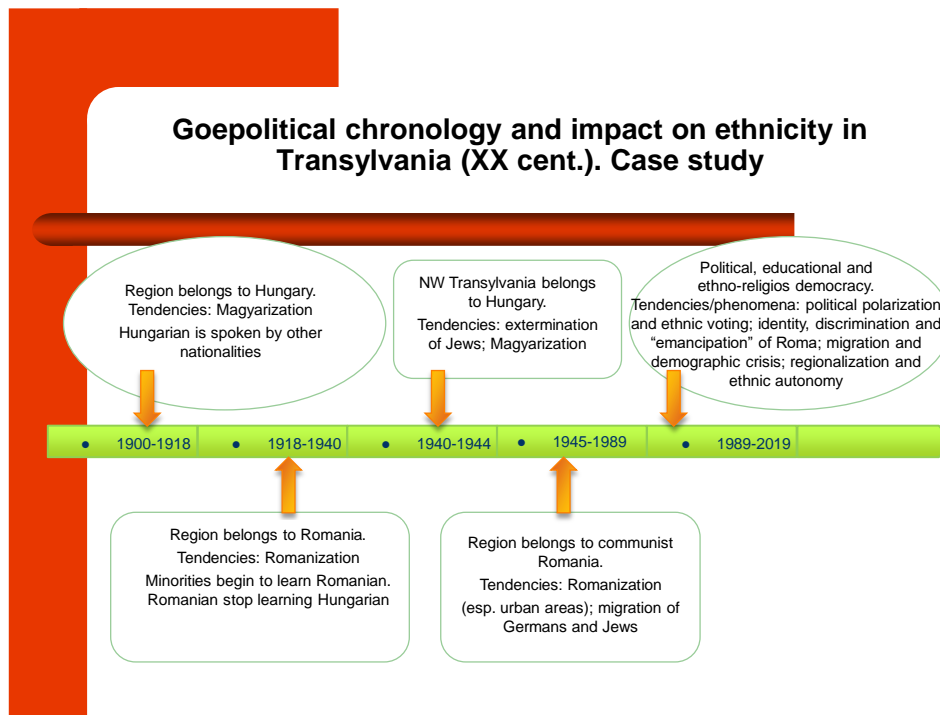 Goepolitical chronology and impact on ethnicity in
Transylvania (XX cent.). Case study
Region belongs to Hungary.
Tendencies: Magyarization
Hungarian is spoken by other
nationalities
NW Transylvania belongs
to Hungary.
Tendencies: extermination
of Jews; Magyarization
Political, educational and
ethno-religios democracy.
Tendencies/phenomena: political polarization
and ethnic voting; identity, discrimination and
“emancipation” of Roma; migration and
demographic crisis; regionalization and
ethnic autonomy
• 1900-1918
• 1918-1940
• 1940-1944
• 1945-1989
• 1989-2019
Region belongs to Romania.
Tendencies: Romanization
Minorities begin to learn Romanian.
Romanian stop learning Hungarian
Region belongs to communist
Romania.
Tendencies: Romanization
(esp. urban areas); migration of
Germans and Jews